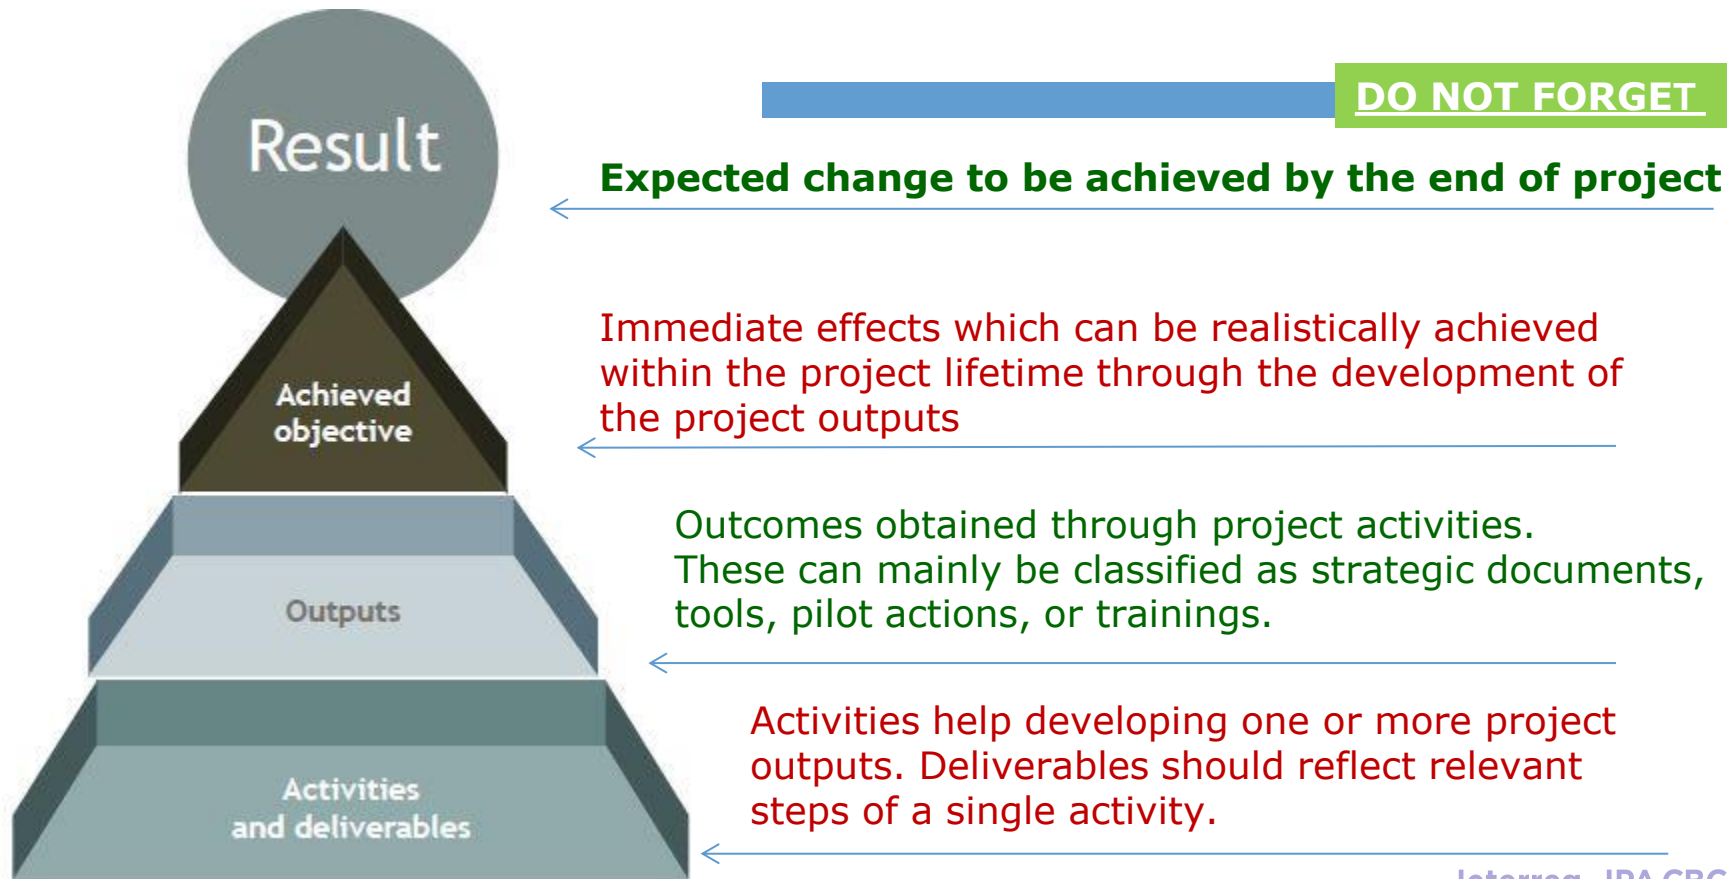 DO NOT FORGET
Result
Expected change to be achieved by the end of project
Immediate effects which can be realistically achieved
within the project lifetime through the development of
the project outputs
Achieved
objective
Outcomes obtained through project activities.
These can mainly be classified as strategic documents,
tools, pilot actions, or trainings.
Outputs
Activities help developing one or more project
outputs. Deliverables should reflect relevant
steps of a single activity.
Activities
and deliverables
Interreg - IPA CBC